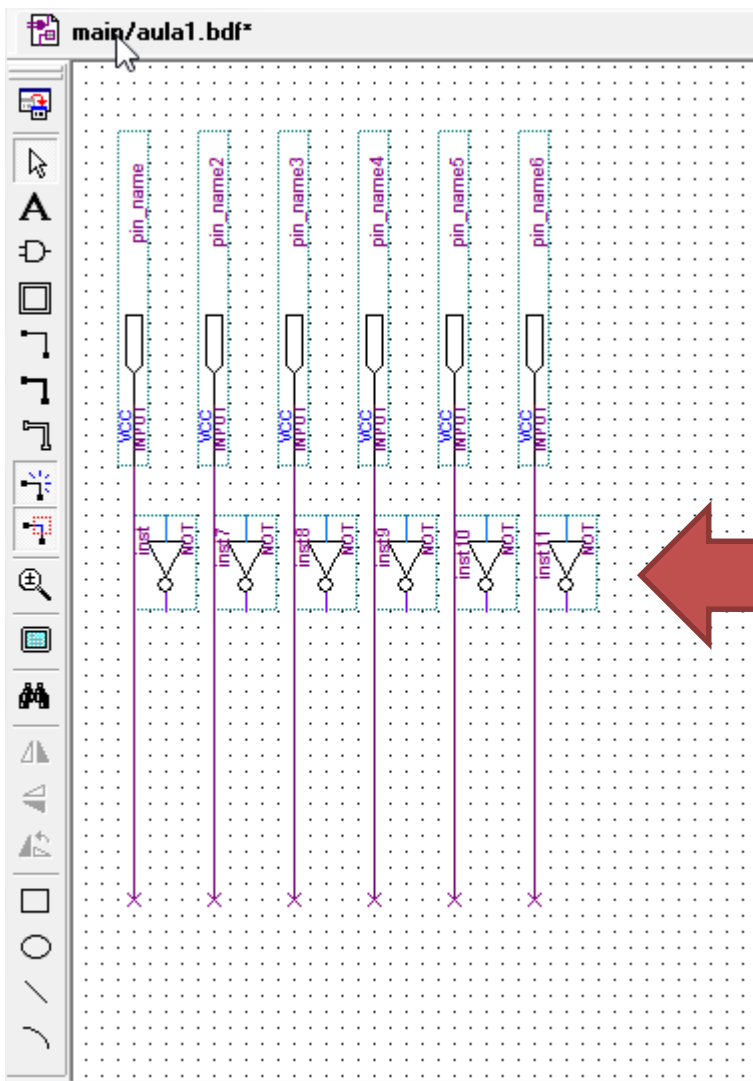 main/aula1.bdf*
A
pin_name
pin_name2
pin_name3
pin_name4
pin_name5
pin_name6
VCC
INPUT
VCC
INPUT
VCC
INPUT
VCC
INPUT
VCC
INPUT
VCC
INPUT
inst
NOT
inst7
NOT
inst8
NOT
inst9
NOT
inst10
NOT
inst11
NOT